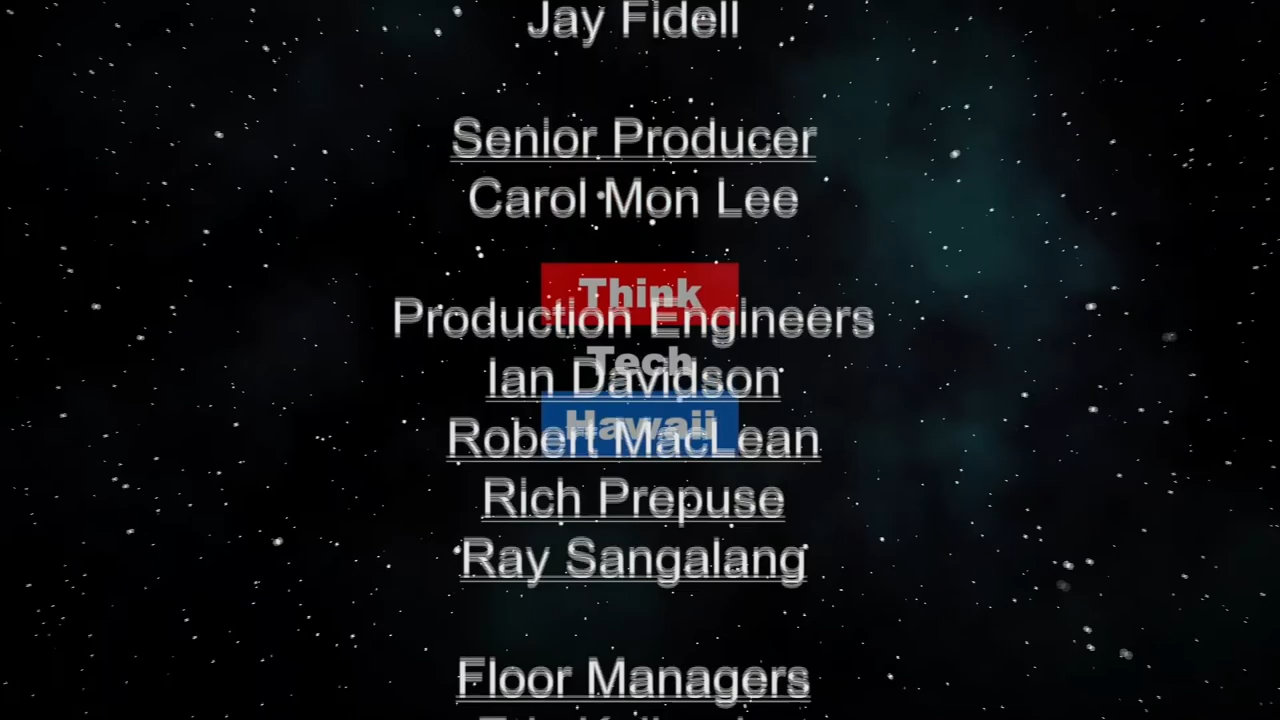 Jay Fidell
Senior Producer
Carol Mon Lee
Think
Production Engineers
Tech
Ian Davidson
Hawaii
Robert MacLean
Rich Prepuse
Ray Sangalang
Floor Managers